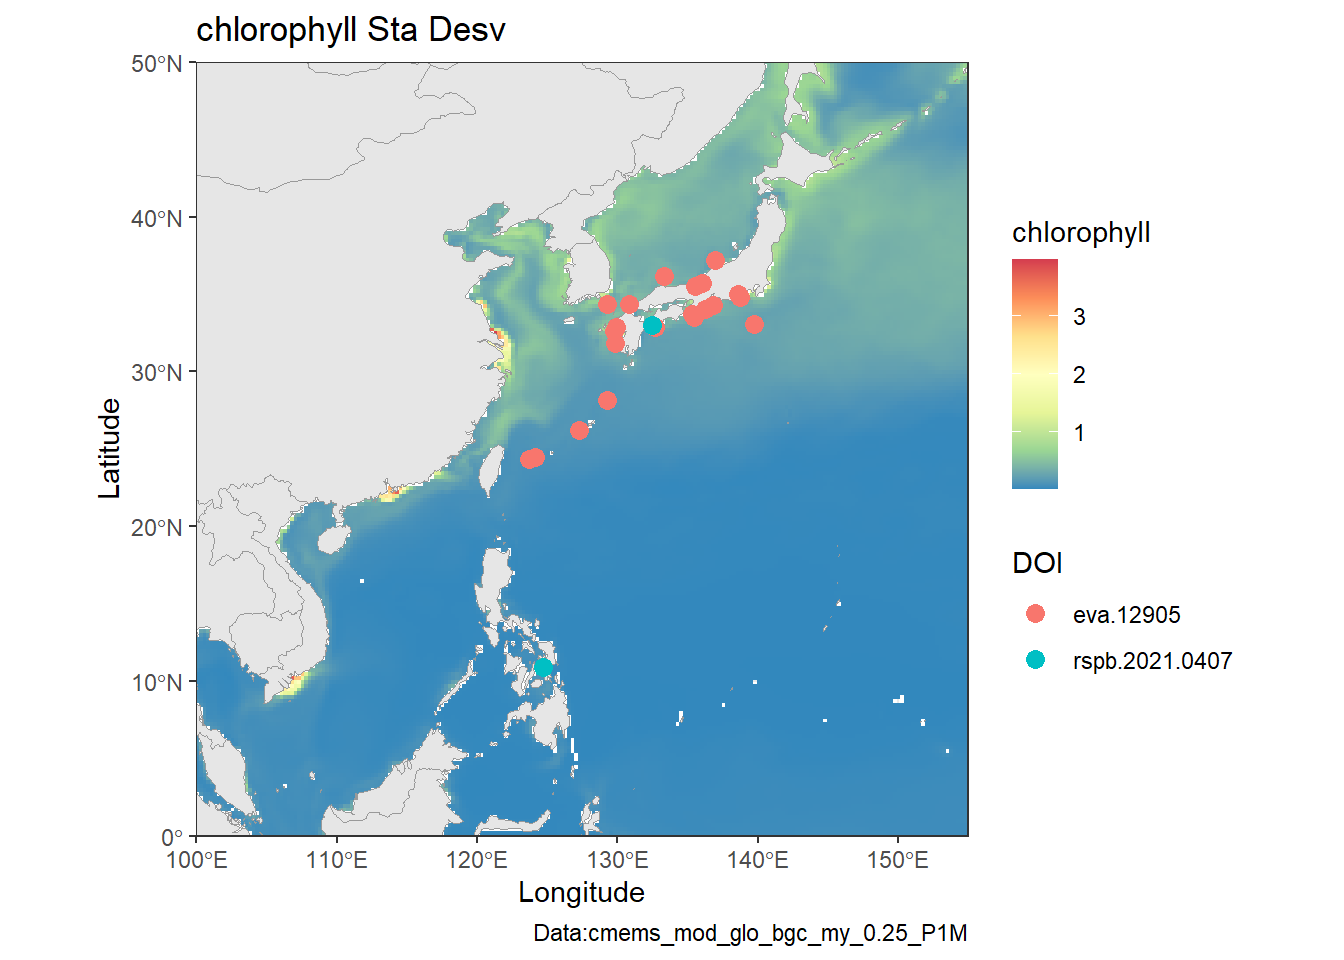 chlorophyll Sta Desv
50°N
40°N
30°N
20°N
10°N
0°
Latitude
100°E
110°E
120°E
130°E
140°E
150°E
Longitude
Data:cmems_mod_glo_bgc_my_0.25_P1M
chlorophyll
3
2
1
DOI
eva.12905
rspb.2021.0407